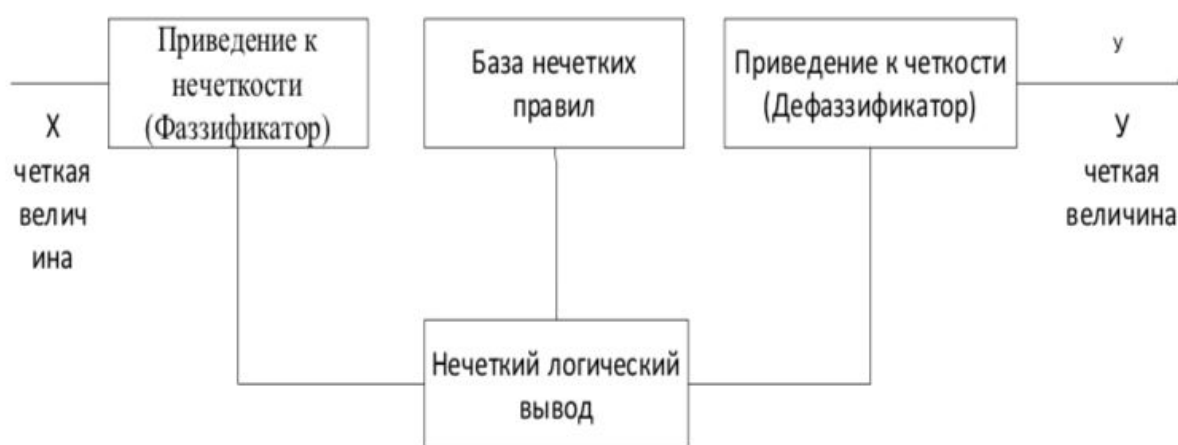 Приведение к
нечеткости
(Фаззификатор)
База нечетких
правил
Приведение к четкости
(Дефаззификатор)
У
Х
четкая
велич
ина
У
четкая
величина
Нечеткий логический
вывод